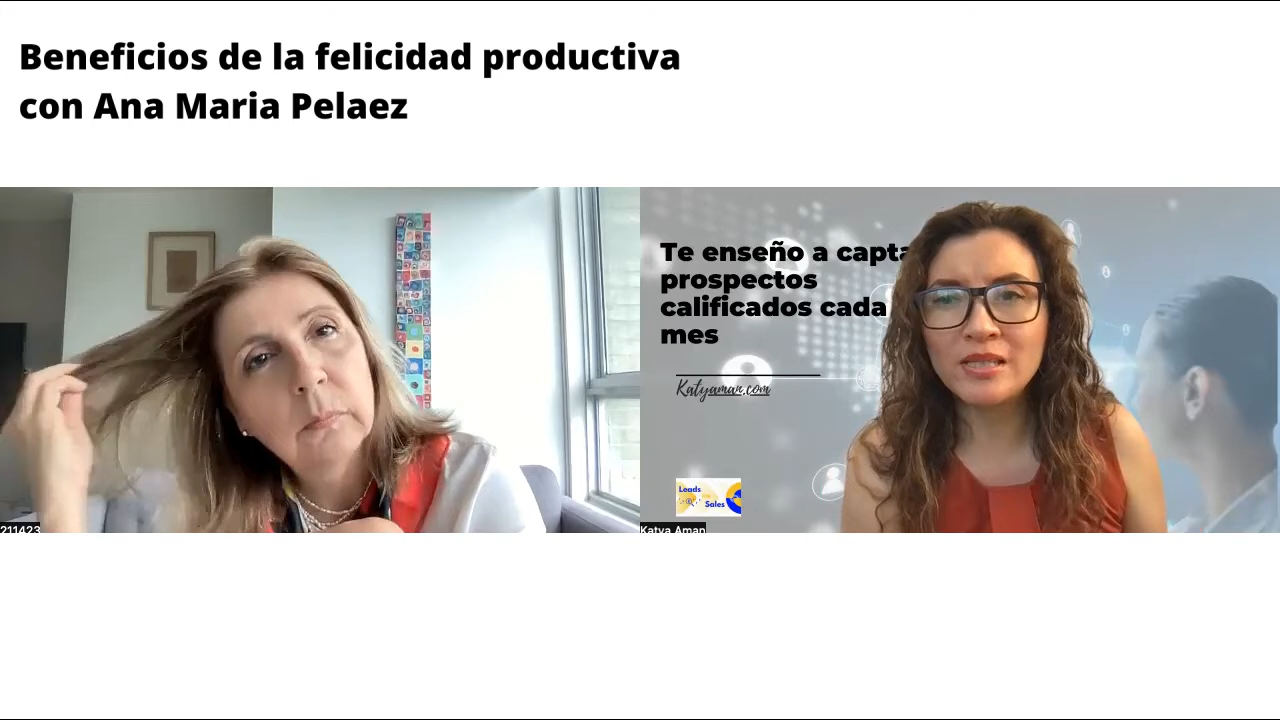 Beneficios de la felicidad productiva
con Ana Maria Pelaez
Te enseño a capta
prospectos
calificados cada
mes
Katyaman.com
Leads
Sales
211423
Katya Aman